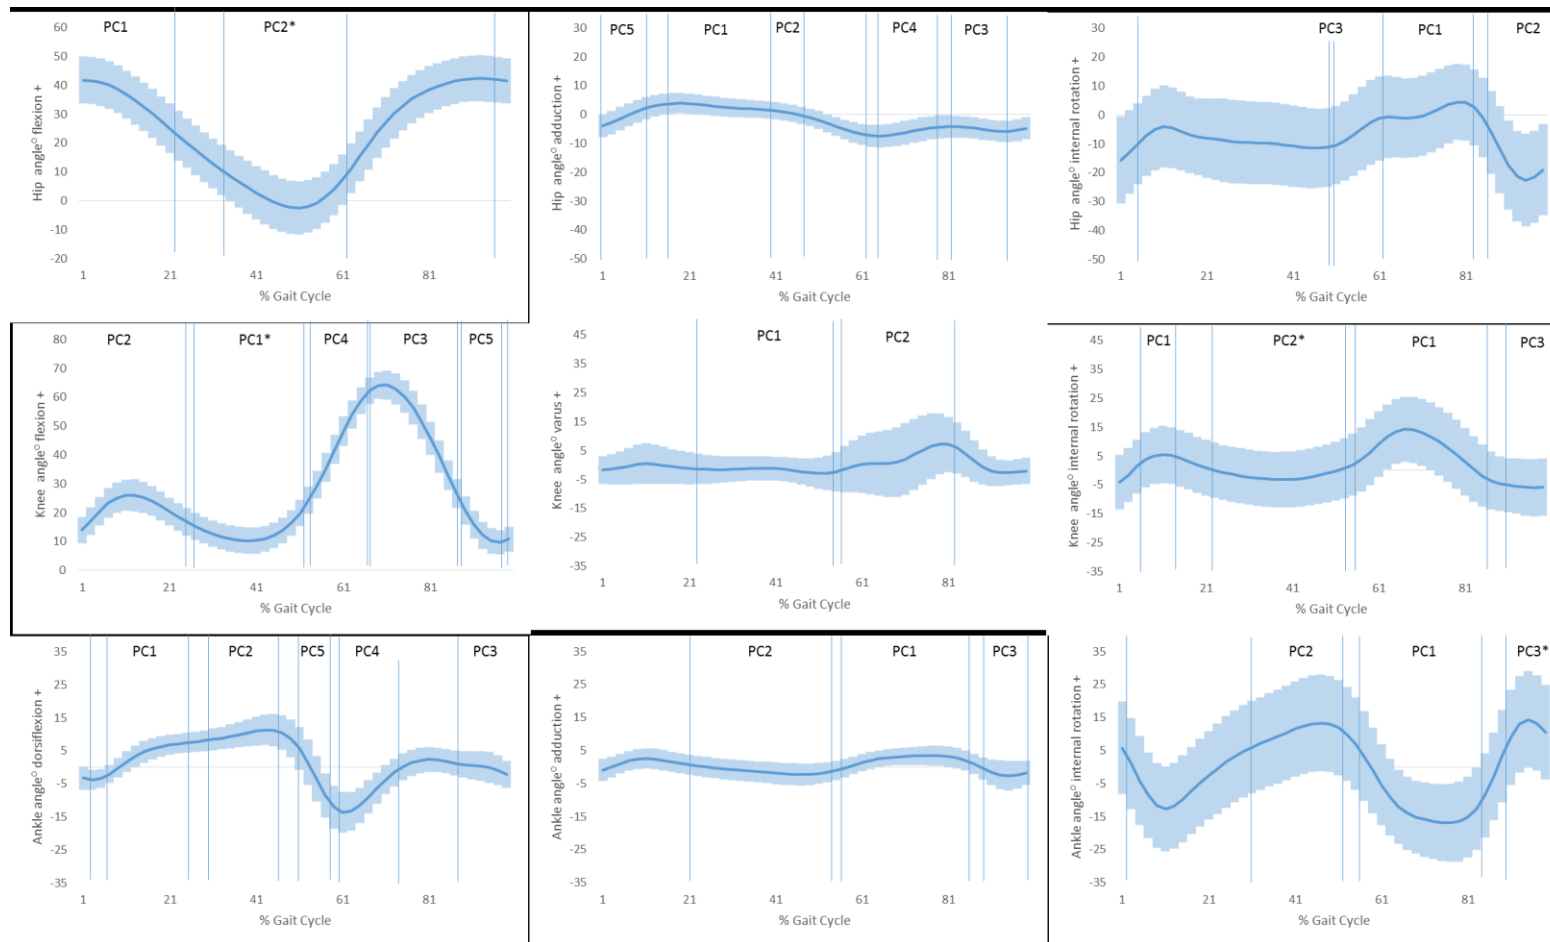 PC1 PC2*
Hip angle° flexion +
60
50
40
30
20
10
0
-10
-20
1 21 41 61 81
% Gait Cycle
PC5 PC1 PC2 PC4 PC3
Hip angle° adduction +
30
20
10
0
-10
-20
-30
-40
-50
1 21 41 61 81
% Gait Cycle
PC3 PC1 PC2
Hip angle° internal rotation +
30
20
10
0
-10
-20
-30
-40
-50
1 21 41 61 81
% Gait Cycle
PC2 PC1* PC4 PC3 PC5
Knee angle° flexion +
80
70
60
50
40
30
20
10
0
1 21 41 61 81
% Gait Cycle
PC1 PC2
Knee angle° varus +
45
35
25
15
5
-5
-15
-25
-35
1 21 41 61 81
% Gait Cycle
PC1 PC2* PC1 PC3
Knee angle° internal rotation +
45
35
25
15
5
-5
-15
-25
-35
1 21 41 61 81
% Gait Cycle
PC1 PC2 PC5 PC4 PC3
Ankle angle° dorsiflexion +
35
25
15
5
-5
-15
-25
-35
1 21 41 61 81
% Gait Cycle
PC2 PC1 PC3
Ankle angle° adduction +
35
25
15
5
-5
-15
-25
-35
1 21 41 61 81
% Gait Cycle
PC2 PC1 PC3*
Ankle angle° internal rotation +
35
25
15
5
-5
-15
-25
-35
1 21 41 61 81
% Gait Cycle